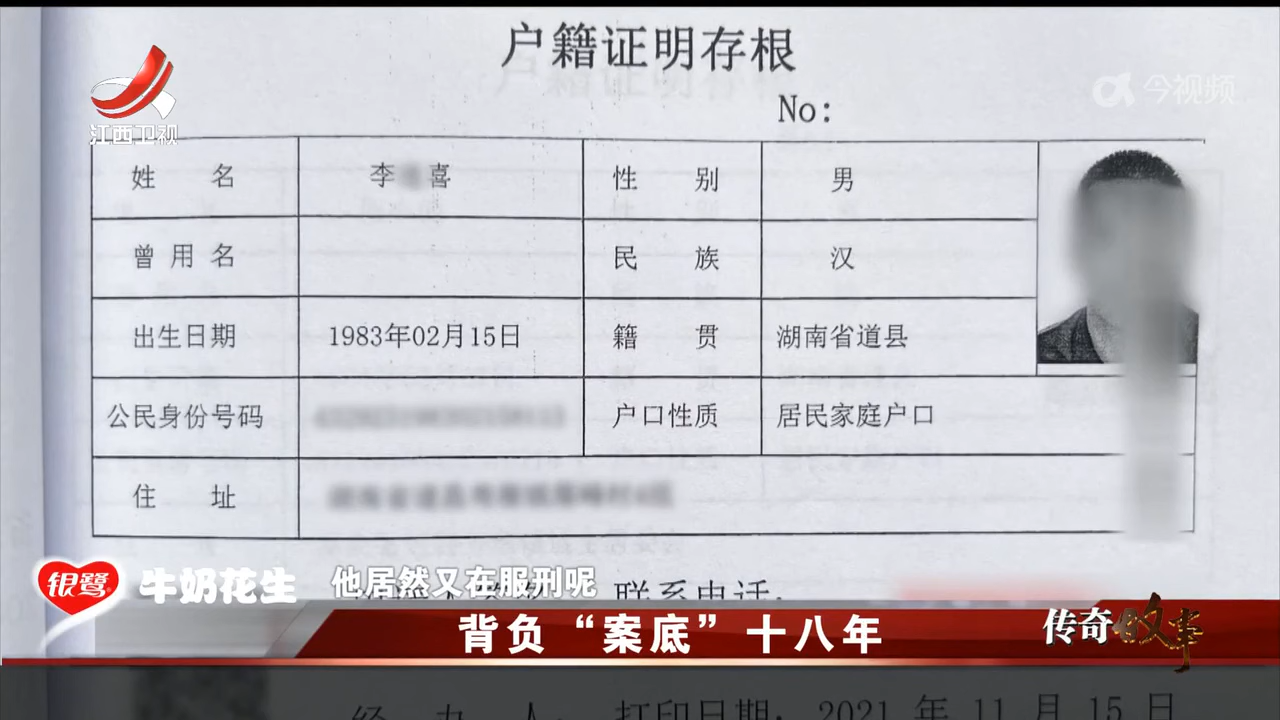 户籍证明存根
No:
江西卫视
今视频
姓 名 李 喜 性 别 男
曾用名 民 族 汉
出生日期 1983年02月15日 籍 贯 湖南省道县
公民身份号码 户口性质 居民家庭户口
住 址
联系电话:
银鹭 牛奶花生 他居然又在服刑呢
背负“案底”十八年 传奇故事
经 办 人: 打印日期: 2021 年 11 月 15 日